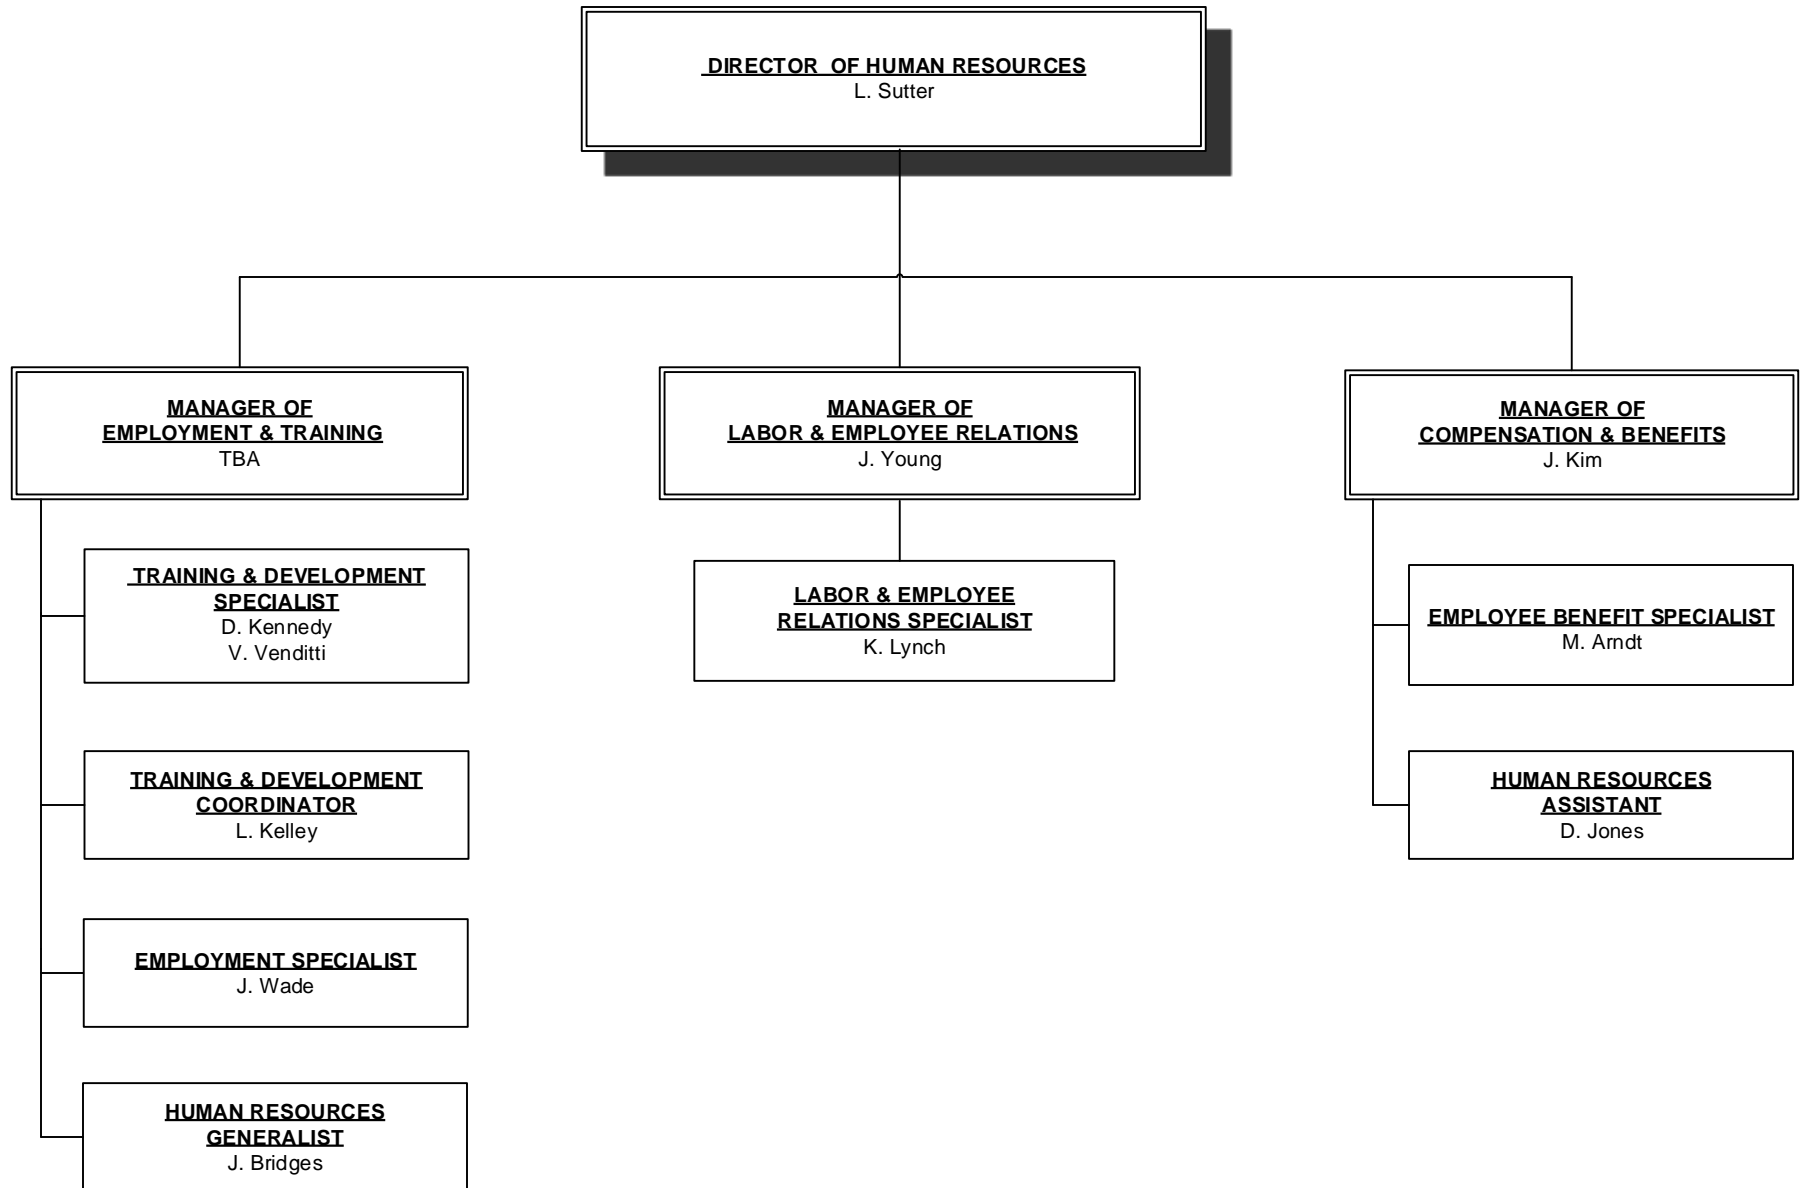 DIRECTOR OF HUMAN RESOURCES
L. Sutter
MANAGER OF
EMPLOYMENT & TRAINING
TBA
TRAINING & DEVELOPMENT
SPECIALIST
D. Kennedy
V. Venditti
TRAINING & DEVELOPMENT
COORDINATOR
L. Kelley
EMPLOYMENT SPECIALIST
J. Wade
HUMAN RESOURCES
GENERALIST
J. Bridges
MANAGER OF
LABOR & EMPLOYEE RELATIONS
J. Young
LABOR & EMPLOYEE
RELATIONS SPECIALIST
K. Lynch
MANAGER OF
COMPENSATION & BENEFITS
J. Kim
EMPLOYEE BENEFIT SPECIALIST
M. Arndt
HUMAN RESOURCES
ASSISTANT
D. Jones